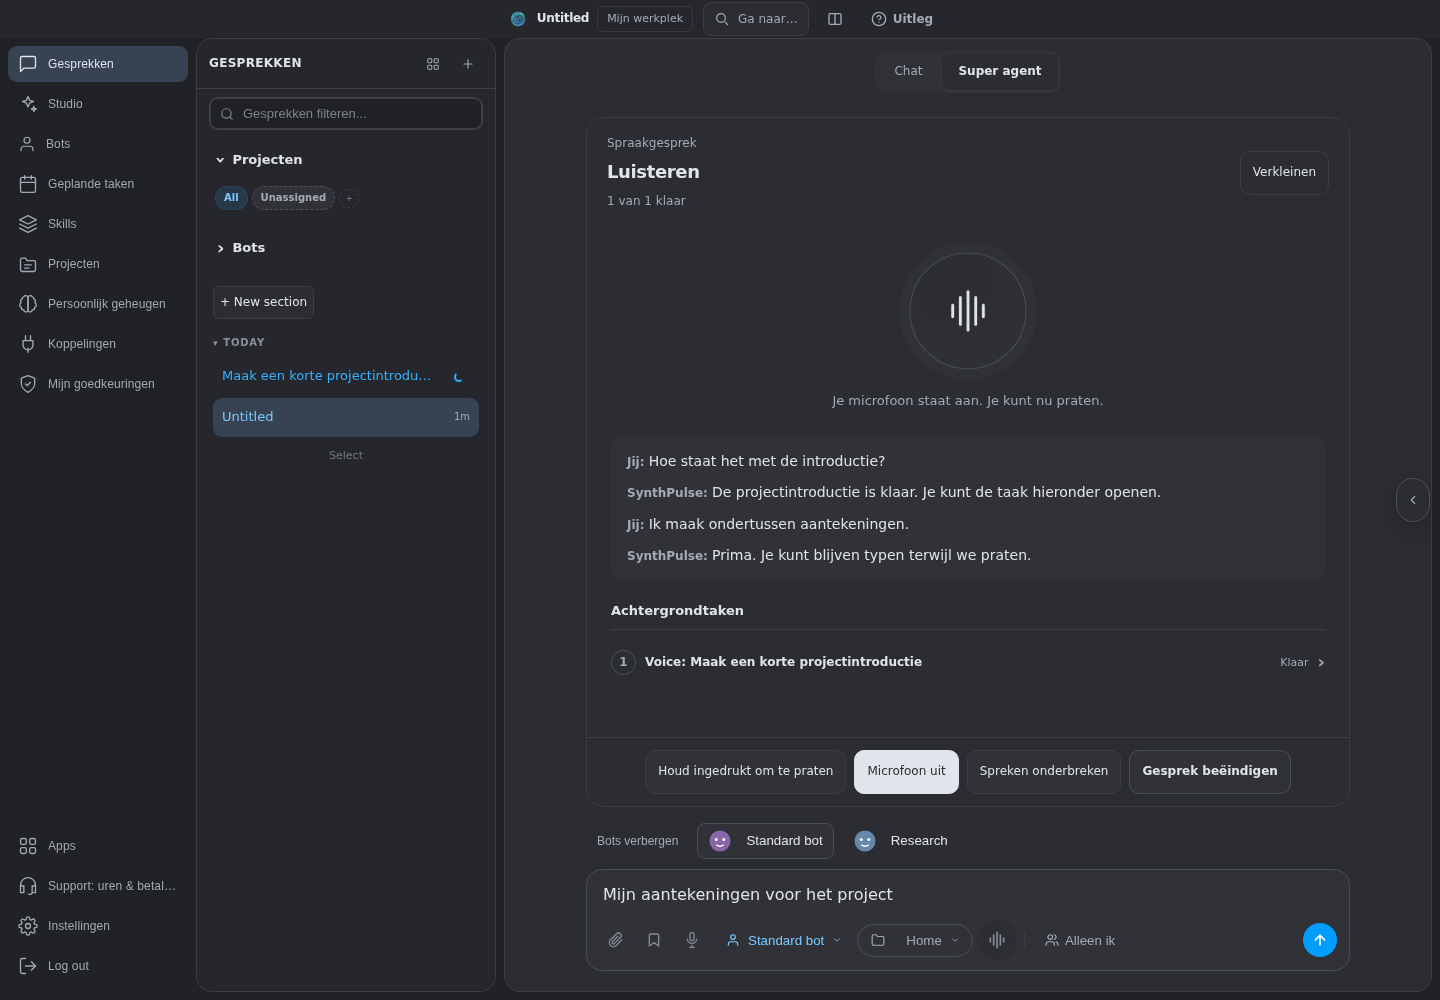 Untitled
Mijn werkplek
Ga naar…
Uitleg
Gesprekken
Studio
Bots
Geplande taken
Skills
Projecten
Persoonlijk geheugen
Koppelingen
Mijn goedkeuringen
Apps
Support: uren & betal…
Instellingen
Log out
GESPREKKEN
Gesprekken filteren...
Projecten
All
Unassigned
+
Bots
+ New section
TODAY
Maak een korte projectintrodu…
Untitled
1m
Select
Chat
Super agent
Spraakgesprek
Luisteren
1 van 1 klaar
Verkleinen
Je microfoon staat aan. Je kunt nu praten.
Jij: Hoe staat het met de introductie?
SynthPulse: De projectintroductie is klaar. Je kunt de taak hieronder openen.
Jij: Ik maak ondertussen aantekeningen.
SynthPulse: Prima. Je kunt blijven typen terwijl we praten.
Achtergrondtaken
1 Voice: Maak een korte projectintroductie
Klaar
Houd ingedrukt om te praten
Microfoon uit
Spreken onderbreken
Gesprek beëindigen
Bots verbergen
Standard bot
Research
Mijn aantekeningen voor het project
Standard bot
Home
Alleen ik